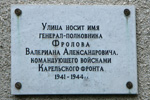 Улица носит имя
генерал-полковника
Фролова
Валериана Александровича,
командующего войсками
Карельского фронта
1941-1944 г.г.